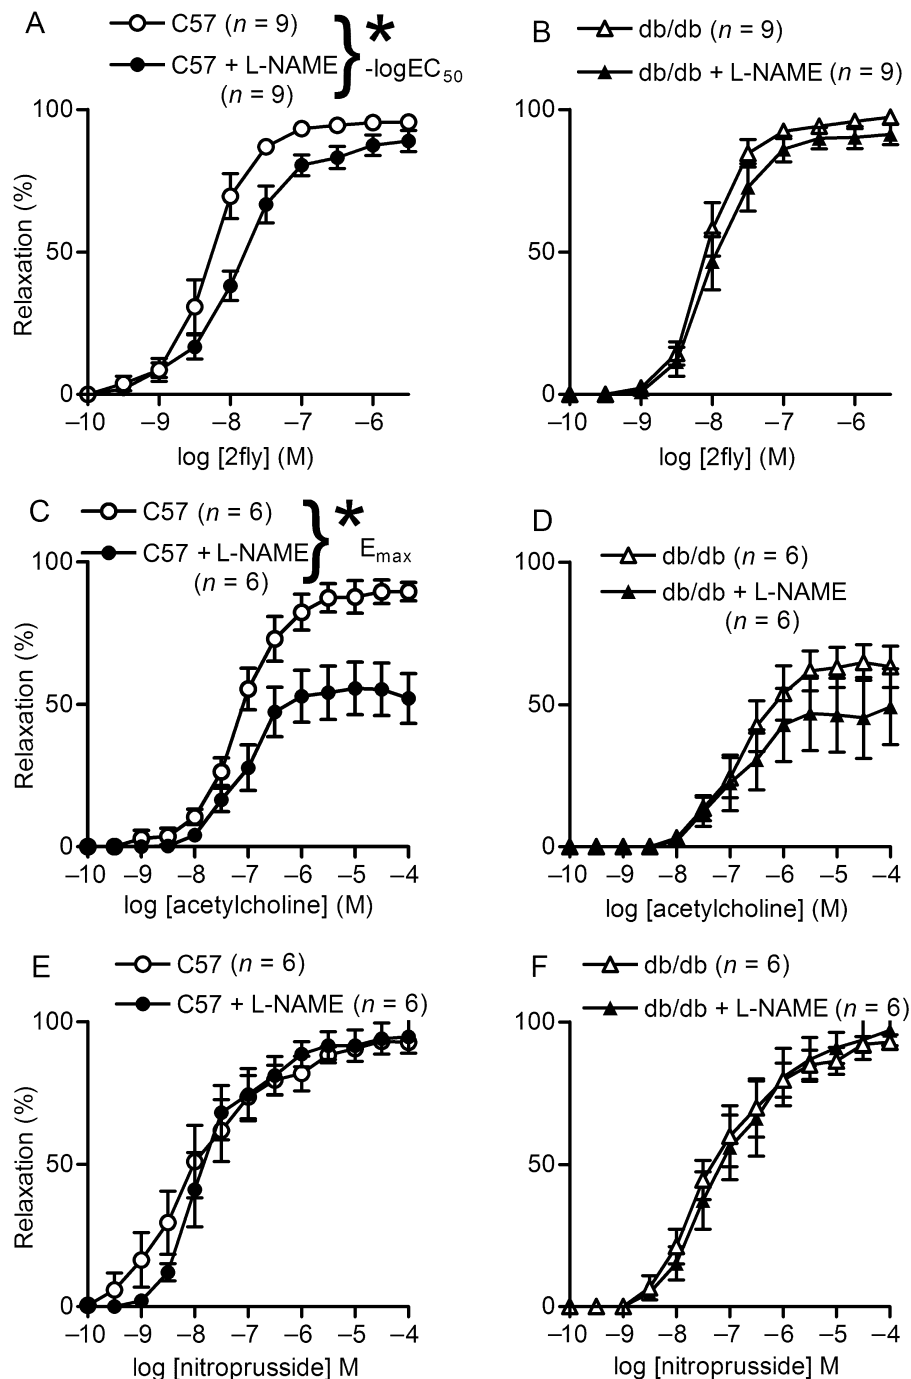 A
C57 (n = 9)
C57 + L-NAME
(n = 9)
} *
-logEC50
100
50
0
Relaxation (%)
–10 –9 –8 –7 –6
log [2fly] (M)
B
db/db (n = 9)
db/db + L-NAME (n = 9)
100
50
0
–10 –9 –8 –7 –6
log [2fly] (M)
C
C57 (n = 6)
C57 + L-NAME
(n = 6)
} *
Emax
100
50
0
Relaxation (%)
–10 –9 –8 –7 –6 –5 –4
log [acetylcholine] (M)
D
db/db (n = 6)
db/db + L-NAME
(n = 6)
100
50
0
–10 –9 –8 –7 –6 –5 –4
log [acetylcholine] (M)
E
C57 (n = 6)
C57 + L-NAME (n = 6)
100
50
0
Relaxation (%)
–10 –9 –8 –7 –6 –5 –4
log [nitroprusside] M
F
db/db (n = 6)
db/db + L-NAME (n = 6)
100
50
0
–10 –9 –8 –7 –6 –5 –4
log [nitroprusside] M